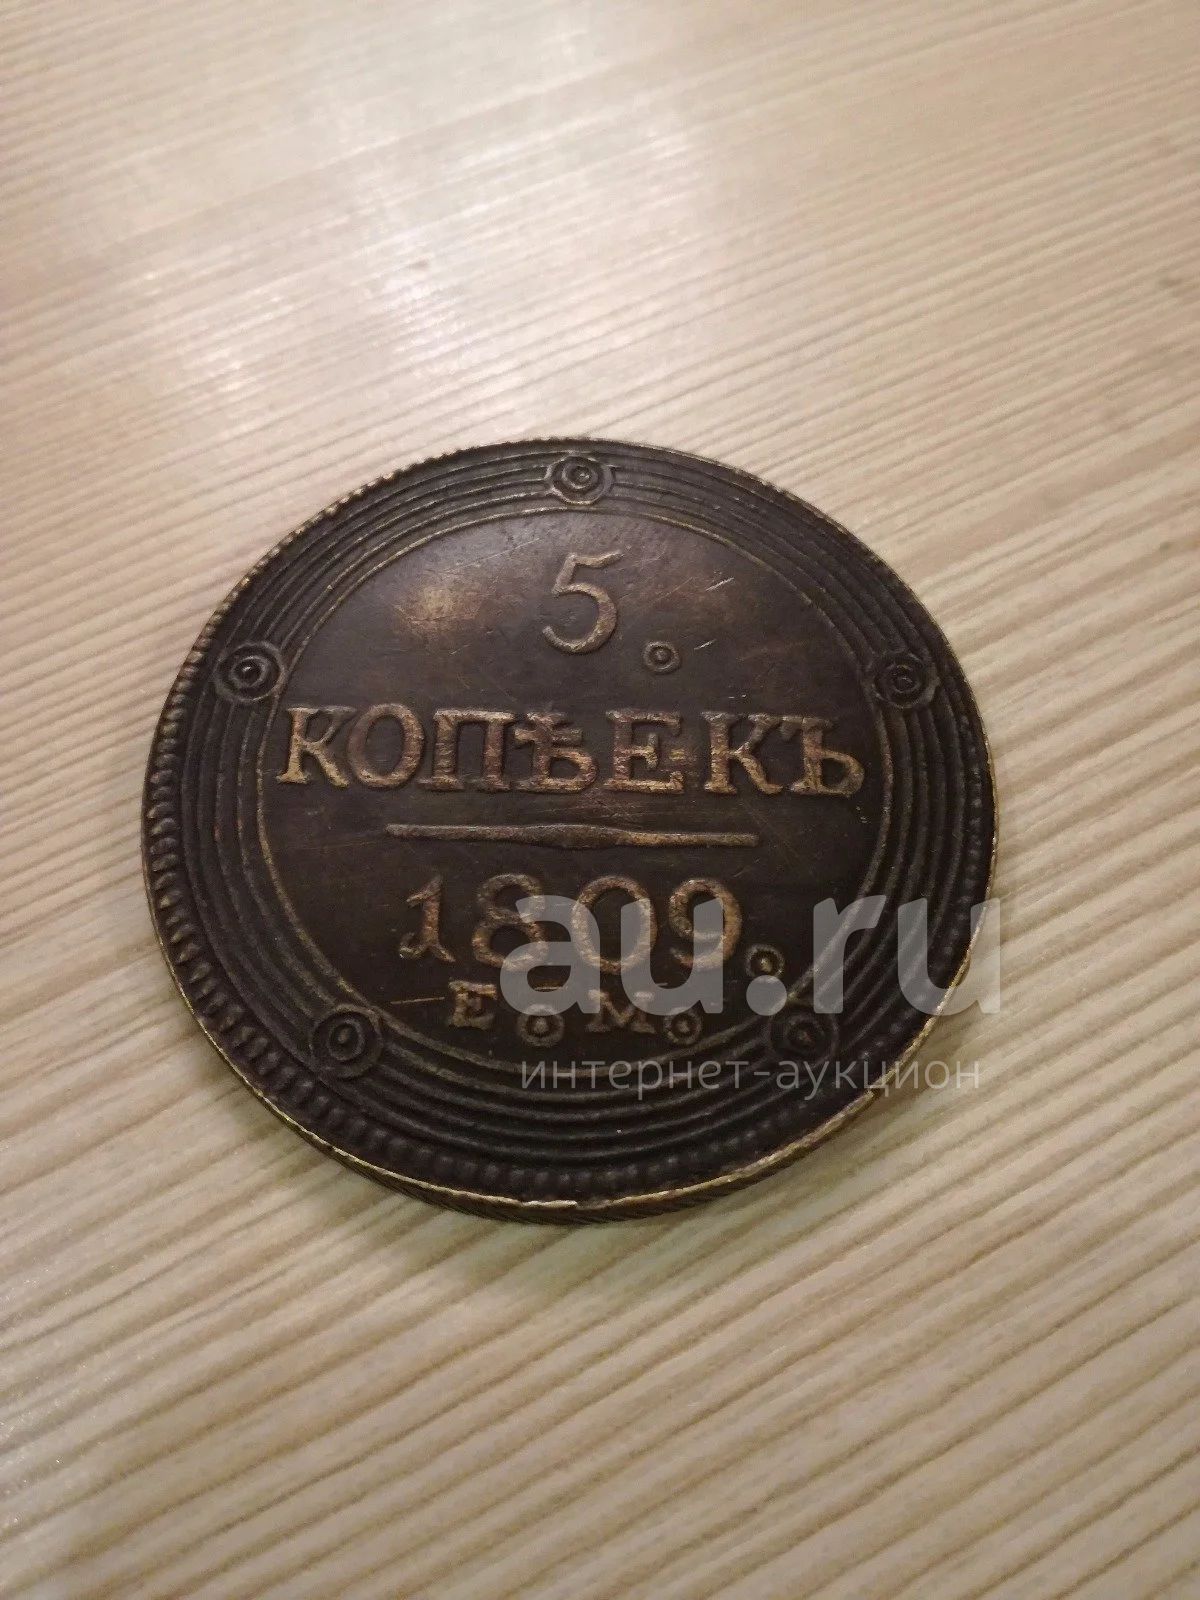 5.
КОПѢЕКЪ
1809.
Е. М.
au.ru
интернет-аукцион